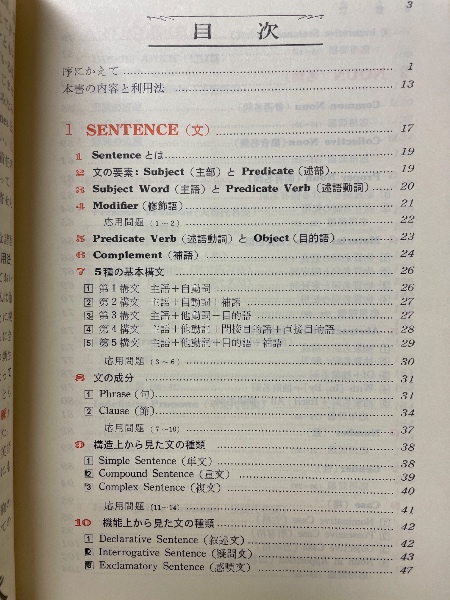 3
目次
序にかえて 1
本書の内容と利用法 13
1 SENTENCE(文) 17
1 Sentence とは 19
2 文の要素: Subject(主部)と Predicate(述部) 19
3 Subject Word(主語)と Predicate Verb(述語動詞) 20
4 Modifier(修飾語) 21
応用問題(1~2) 22
5 Predicate Verb(述語動詞)と Object(目的語) 23
6 Complement(補語) 24
7 5種の基本構文 26
1 第1構文 主語+自動詞 26
2 第2構文 主語+自動詞+補語 27
3 第3構文 主語+他動詞+目的語 27
4 第4構文 主語+他動詞+間接目的語+直接目的語 28
5 第5構文 主語+他動詞+目的語+補語 29
応用問題(3~6) 30
8 文の成分 31
1 Phrase(句) 31
2 Clause(節) 34
応用問題(7~10) 37
9 構造上から見た文の種類 38
1 Simple Sentence(単文) 38
2 Compound Sentence(重文) 39
3 Complex Sentence(複文) 40
応用問題(11~14) 41
10 機能上から見た文の種類 42
1 Declarative Sentence(叙述文) 42
2 Interrogative Sentence(疑問文) 43
3 Exclamatory Sentence(感嘆文) 47